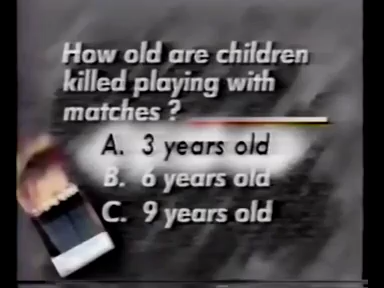 How old are children
killed playing with
matches ?
A. 3 years old
B. 6 years old
C. 9 years old